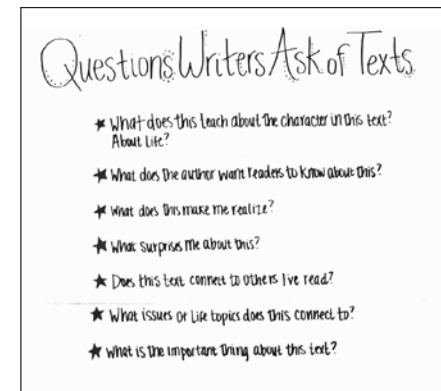 Questions Writers Ask of Texts
★ What does this teach about the character in this text?
About life?
★ What does the author want readers to know about this?
★ What does this make me realize?
★ What surprises me about this?
★ Does this text connect to others I've read?
★ What issues or life topics does this connect to?
★ What is the important thing about this text?